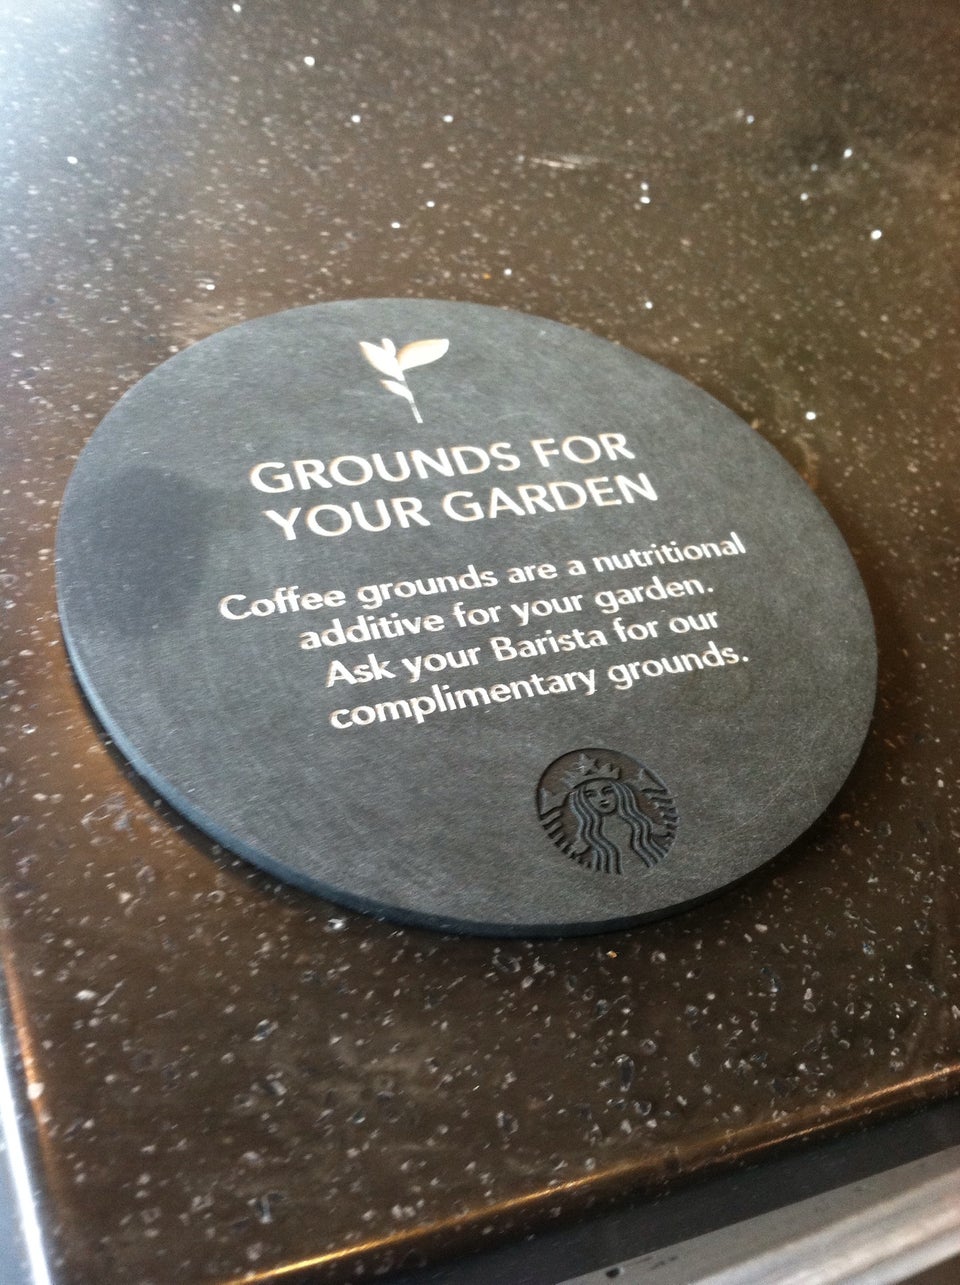 GROUNDS FOR
YOUR GARDEN
Coffee grounds are a nutritional
additive for your garden.
Ask your Barista for our
complimentary grounds.